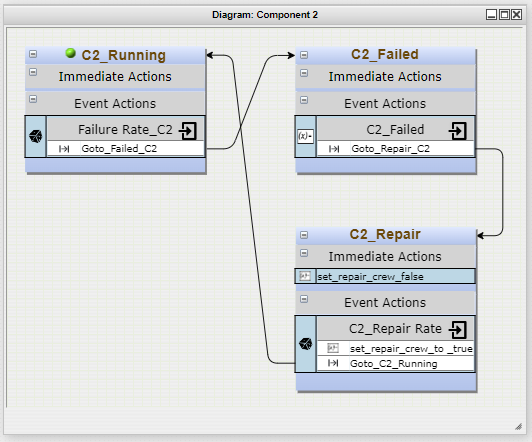 Diagram: Component 2
C2_Running
Immediate Actions
Event Actions
Failure Rate_C2
Goto_Failed_C2
C2_Failed
Immediate Actions
Event Actions
C2_Failed
Goto_Repair_C2
C2_Repair
Immediate Actions
set_repair_crew_false
Event Actions
C2_Repair Rate
set_repair_crew_to _true
Goto_C2_Running